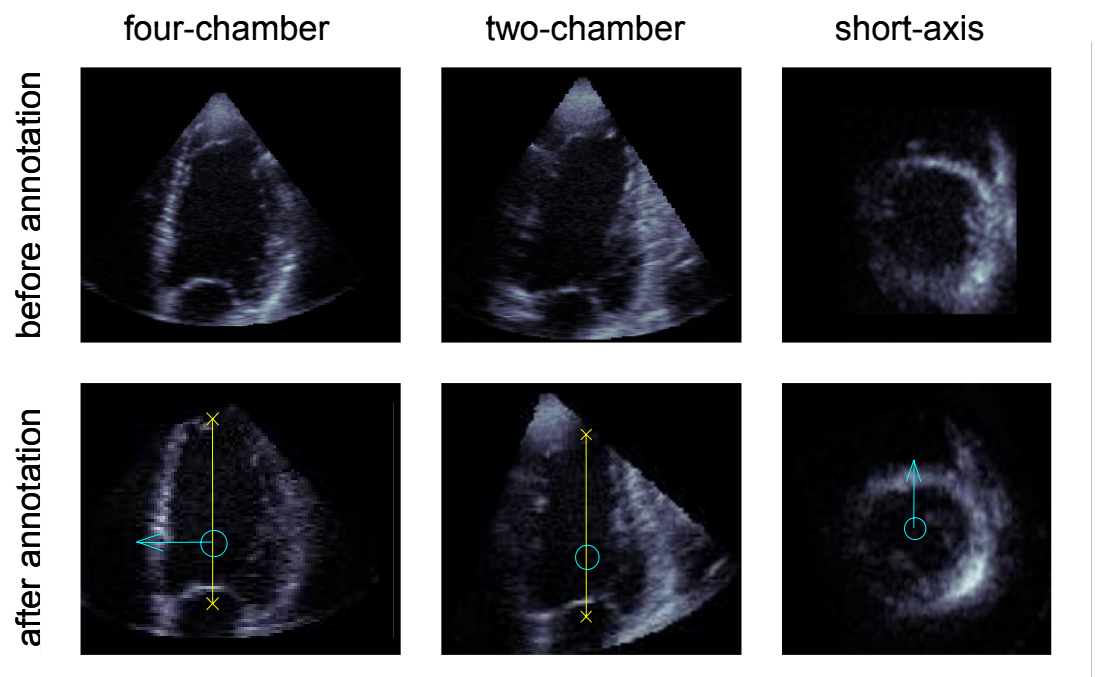 four-chamber
two-chamber
short-axis
before annotation
after annotation